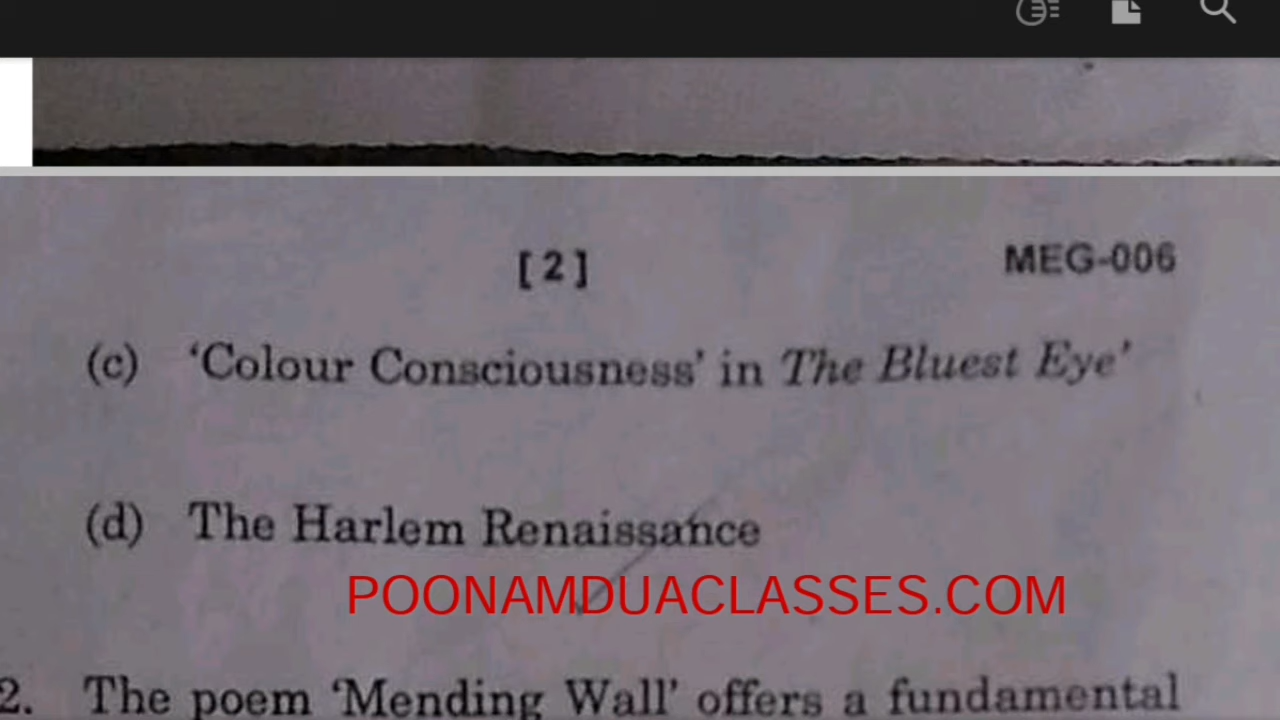 [ 2 ]
MEG-006
(c) ‘Colour Consciousness’ in The Bluest Eye’
(d) The Harlem Renaissance
POONAMDUACLASSES.COM
2. The poem ‘Mending Wall’ offers a fundamental